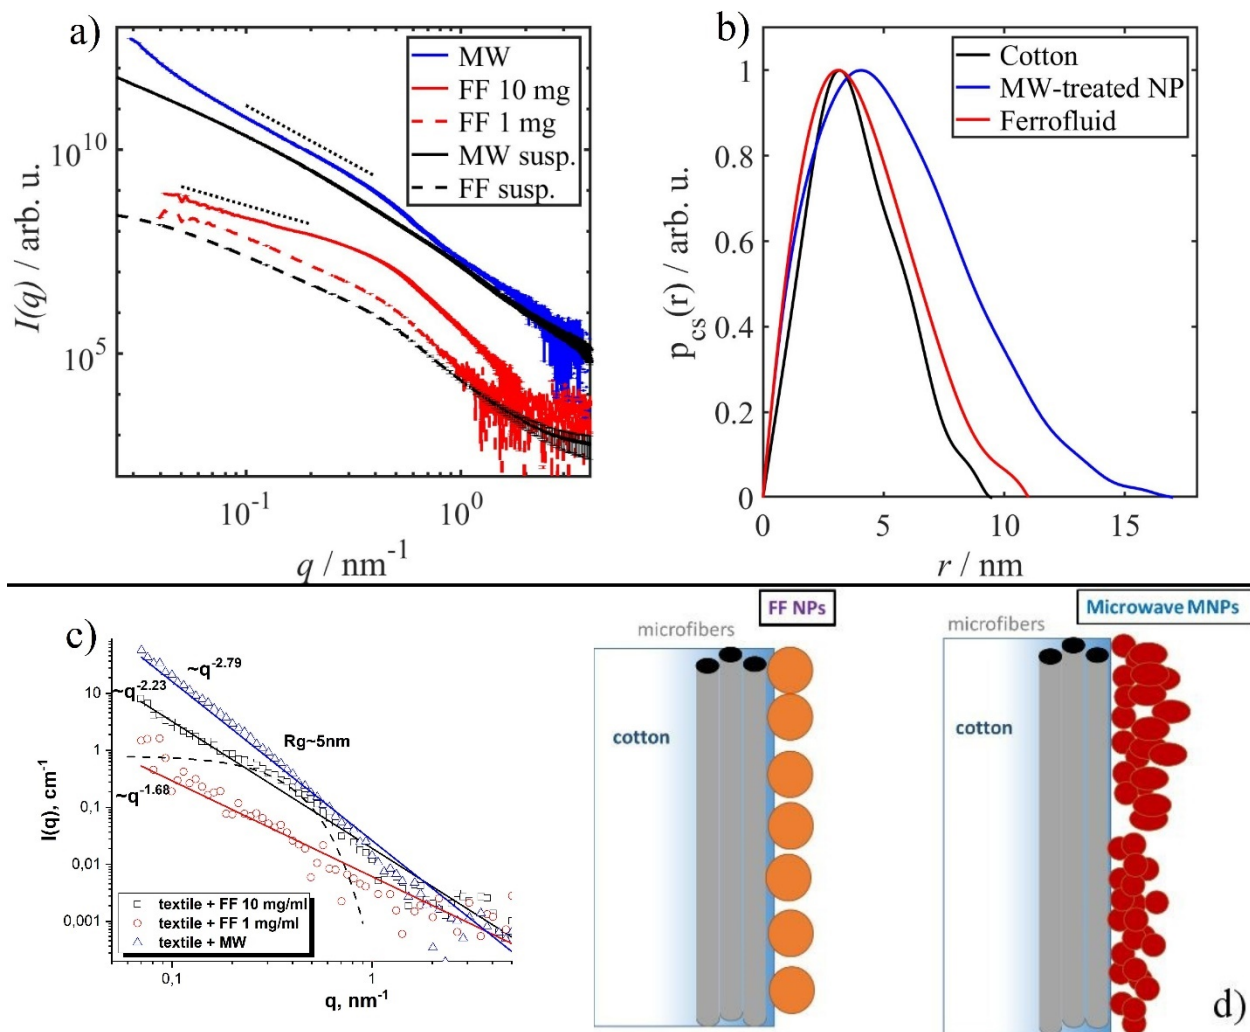 a)
MW
FF 10 mg
FF 1 mg
MW susp.
FF susp.
10^10
10^5
I(q) / arb. u.
10^-1
10^0
q / nm^-1
b)
Cotton
MW-treated NP
Ferrofluid
1
0.8
0.6
0.4
0.2
0
p_cs(r) / arb. u.
0
5
10
15
r / nm
c)
~q^-2.79
~q^-2.23
Rg~5nm
~q^-1.68
10
1
0,1
0,01
0,001
I(q), cm^-1
textile + FF 10 mg/ml
textile + FF 1 mg/ml
textile + MW
0,1
1
q, nm^-1
FF NPs
microfibers
cotton
Microwave MNPs
microfibers
cotton
d)